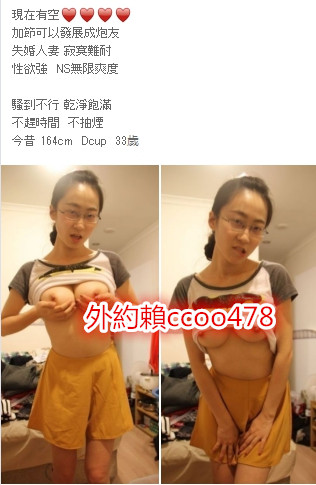 現在有空❤️❤️❤️❤️
加節可以發展成炮友
失婚人妻 寂寞難耐
性欲強 NS無限爽度
騷到不行 乾淨飽滿
不趕時間 不抽煙
今昔 164cm Dcup 33歲
外約賴ccoo478